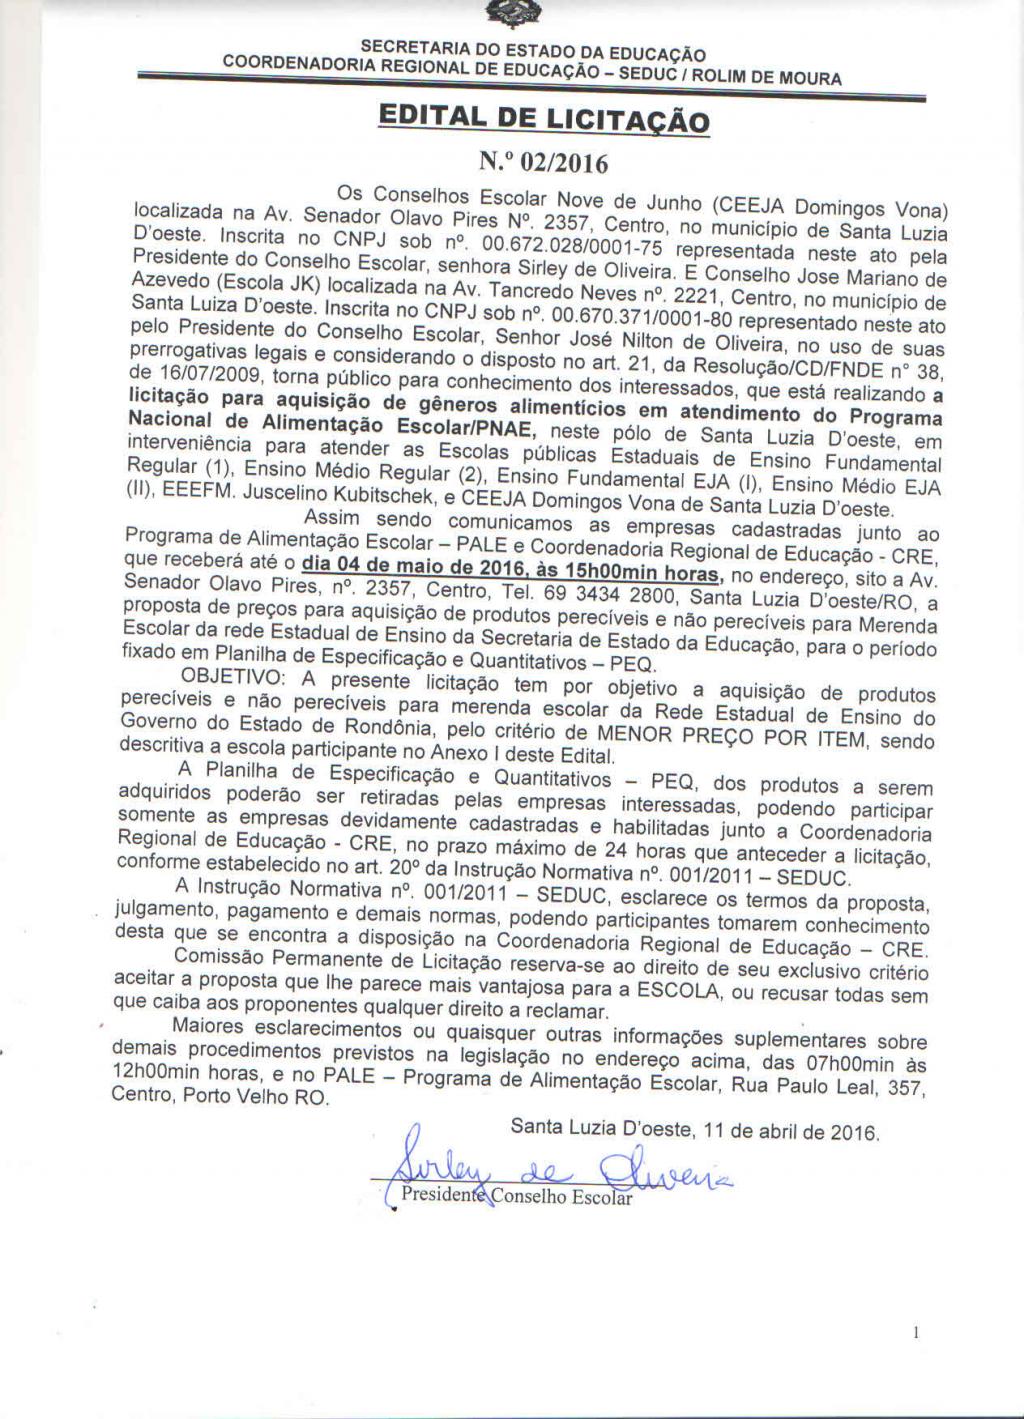 SECRETARIA DO ESTADO DA EDUCAÇÃO
COORDENADORIA REGIONAL DE EDUCAÇÃO – SEDUC / ROLIM DE MOURA
EDITAL DE LICITAÇÃO
N.º 02/2016
Os Conselhos Escolar Nove de Junho (CEEJA Domingos Vona)
localizada na Av. Senador Olavo Pires Nº. 2357, Centro, no município de Santa Luzia
D'oeste. Inscrita no CNPJ sob nº. 00.672.028/0001-75 representada neste ato pela
Presidente do Conselho Escolar, senhora Sirley de Oliveira. E Conselho Jose Mariano de
Azevedo (Escola JK) localizada na Av. Tancredo Neves nº. 2221, Centro, no município de
Santa Luiza D'oeste. Inscrita no CNPJ sob nº. 00.670.371/0001-80 representado neste ato
pelo Presidente do Conselho Escolar, Senhor José Nilton de Oliveira, no uso de suas
prerrogativas legais e considerando o disposto no art. 21, da Resolução/CD/FNDE n° 38,
de 16/07/2009, torna público para conhecimento dos interessados, que está realizando a
licitação para aquisição de gêneros alimentícios em atendimento do Programa
Nacional de Alimentação Escolar/PNAE, neste pólo de Santa Luzia D'oeste, em
interveniência para atender as Escolas públicas Estaduais de Ensino Fundamental
Regular (1), Ensino Médio Regular (2), Ensino Fundamental EJA (I), Ensino Médio EJA
(II), EEEFM. Juscelino Kubitschek, e CEEJA Domingos Vona de Santa Luzia D'oeste.
Assim sendo comunicamos as empresas cadastradas junto ao
Programa de Alimentação Escolar – PALE e Coordenadoria Regional de Educação - CRE,
que receberá até o dia 04 de maio de 2016, às 15h00min horas, no endereço, sito a Av.
Senador Olavo Pires, nº. 2357, Centro, Tel. 69 3434 2800, Santa Luzia D'oeste/RO, a
proposta de preços para aquisição de produtos perecíveis e não perecíveis para Merenda
Escolar da rede Estadual de Ensino da Secretaria de Estado da Educação, para o período
fixado em Planilha de Especificação e Quantitativos – PEQ.
OBJETIVO: A presente licitação tem por objetivo a aquisição de produtos
perecíveis e não perecíveis para merenda escolar da Rede Estadual de Ensino do
Governo do Estado de Rondônia, pelo critério de MENOR PREÇO POR ITEM, sendo
descritiva a escola participante no Anexo I deste Edital.
A Planilha de Especificação e Quantitativos – PEQ, dos produtos a serem
adquiridos poderão ser retiradas pelas empresas interessadas, podendo participar
somente as empresas devidamente cadastradas e habilitadas junto a Coordenadoria
Regional de Educação - CRE, no prazo máximo de 24 horas que anteceder a licitação,
conforme estabelecido no art. 20º da Instrução Normativa nº. 001/2011 – SEDUC.
A Instrução Normativa nº. 001/2011 – SEDUC, esclarece os termos da proposta,
julgamento, pagamento e demais normas, podendo participantes tomarem conhecimento
desta que se encontra a disposição na Coordenadoria Regional de Educação – CRE.
Comissão Permanente de Licitação reserva-se ao direito de seu exclusivo critério
aceitar a proposta que lhe parece mais vantajosa para a ESCOLA, ou recusar todas sem
que caiba aos proponentes qualquer direito a reclamar.
Maiores esclarecimentos ou quaisquer outras informações suplementares sobre
demais procedimentos previstos na legislação no endereço acima, das 07h00min às
12h00min horas, e no PALE – Programa de Alimentação Escolar, Rua Paulo Leal, 357,
Centro, Porto Velho RO.
Santa Luzia D'oeste, 11 de abril de 2016.
Sirley de Oliveira
Presidente Conselho Escolar
1